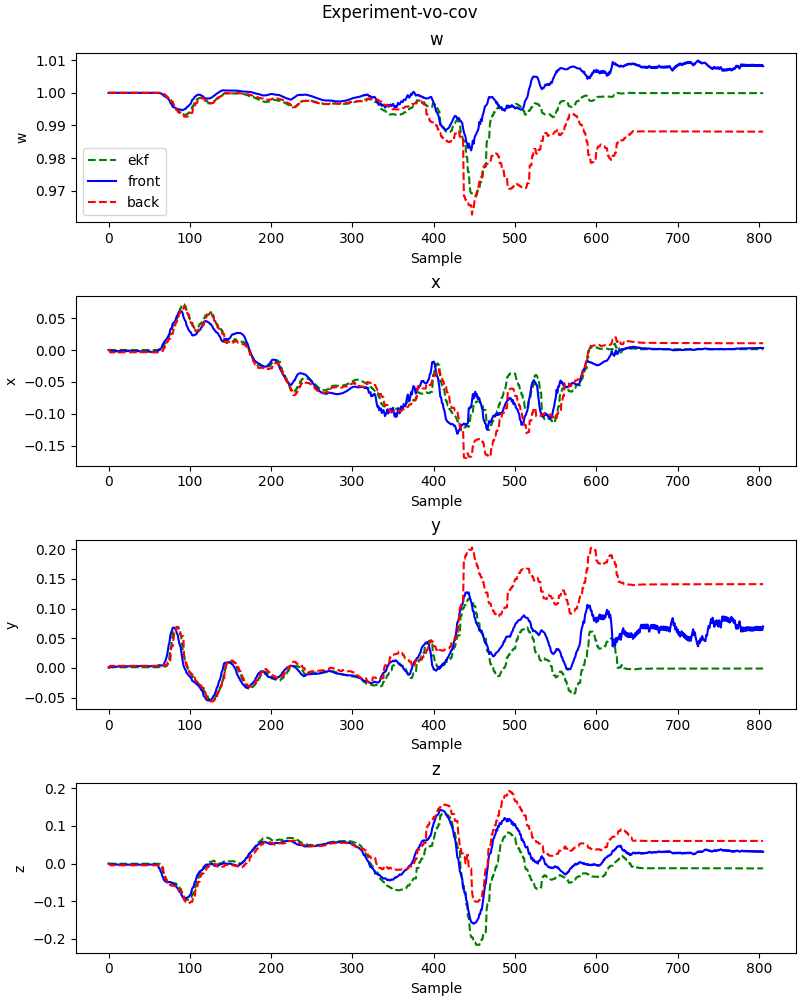 Experiment-vo-cov
w
1.01
1.00
0.99
0.98
0.97
w
ekf
front
back
0 100 200 300 400 500 600 700 800
Sample
x
0.05
0.00
−0.05
−0.10
−0.15
x
0 100 200 300 400 500 600 700 800
Sample
y
0.20
0.15
0.10
0.05
0.00
−0.05
y
0 100 200 300 400 500 600 700 800
Sample
z
0.2
0.1
0.0
−0.1
−0.2
z
0 100 200 300 400 500 600 700 800
Sample